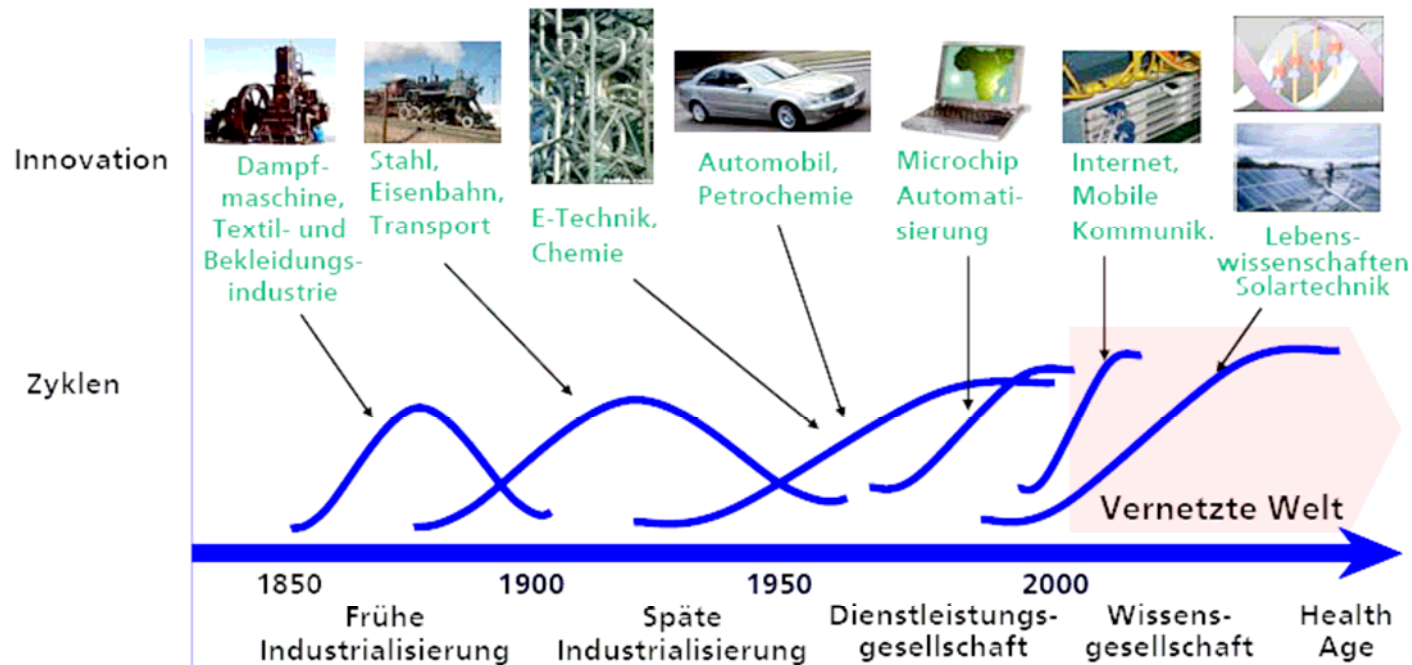 Innovation
Dampf-
maschine,
Textil- und
Bekleidungs-
industrie
Stahl,
Eisenbahn,
Transport
E-Technik,
Chemie
Automobil,
Petrochemie
Microchip
Automati-
sierung
Internet,
Mobile
Kommunik.
Lebens-
wissenschaften
Solartechnik
Zyklen
Vernetzte Welt
1850
1900
1950
2000
Frühe
Industrialisierung
Späte
Industrialisierung
Dienstleistungs-
gesellschaft
Wissens-
gesellschaft
Health
Age